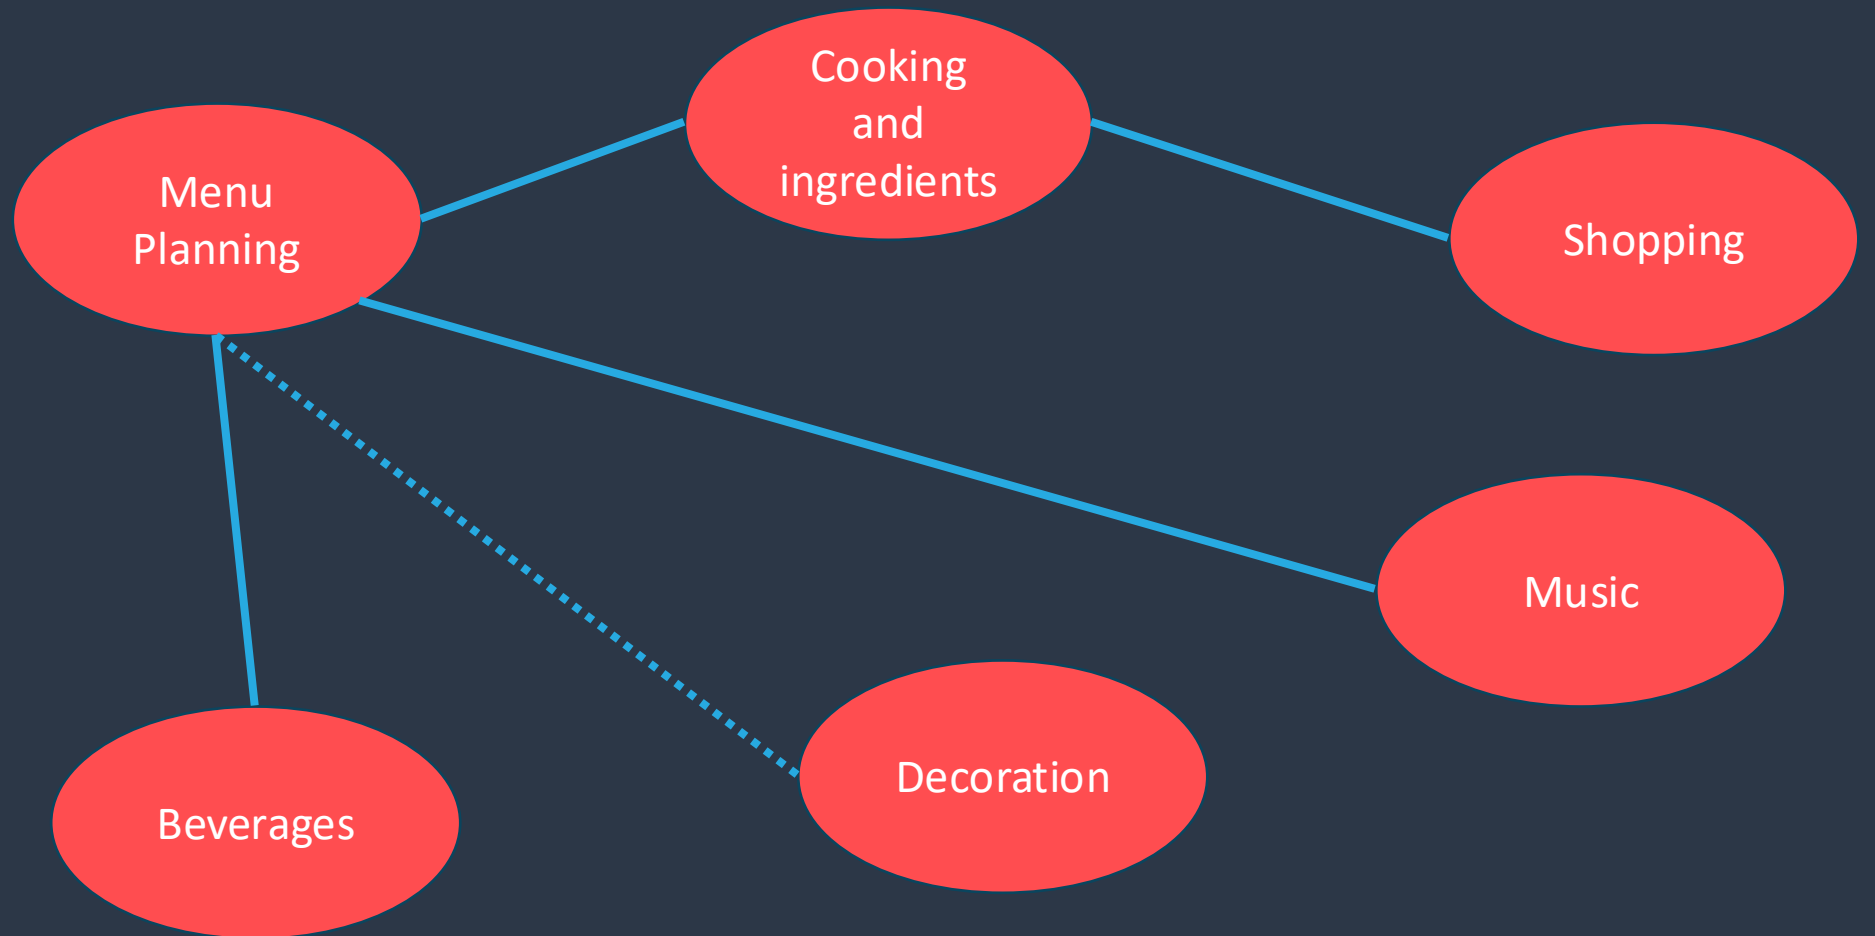 Cooking
and
ingredients
Menu
Planning
Shopping
Music
Decoration
Beverages